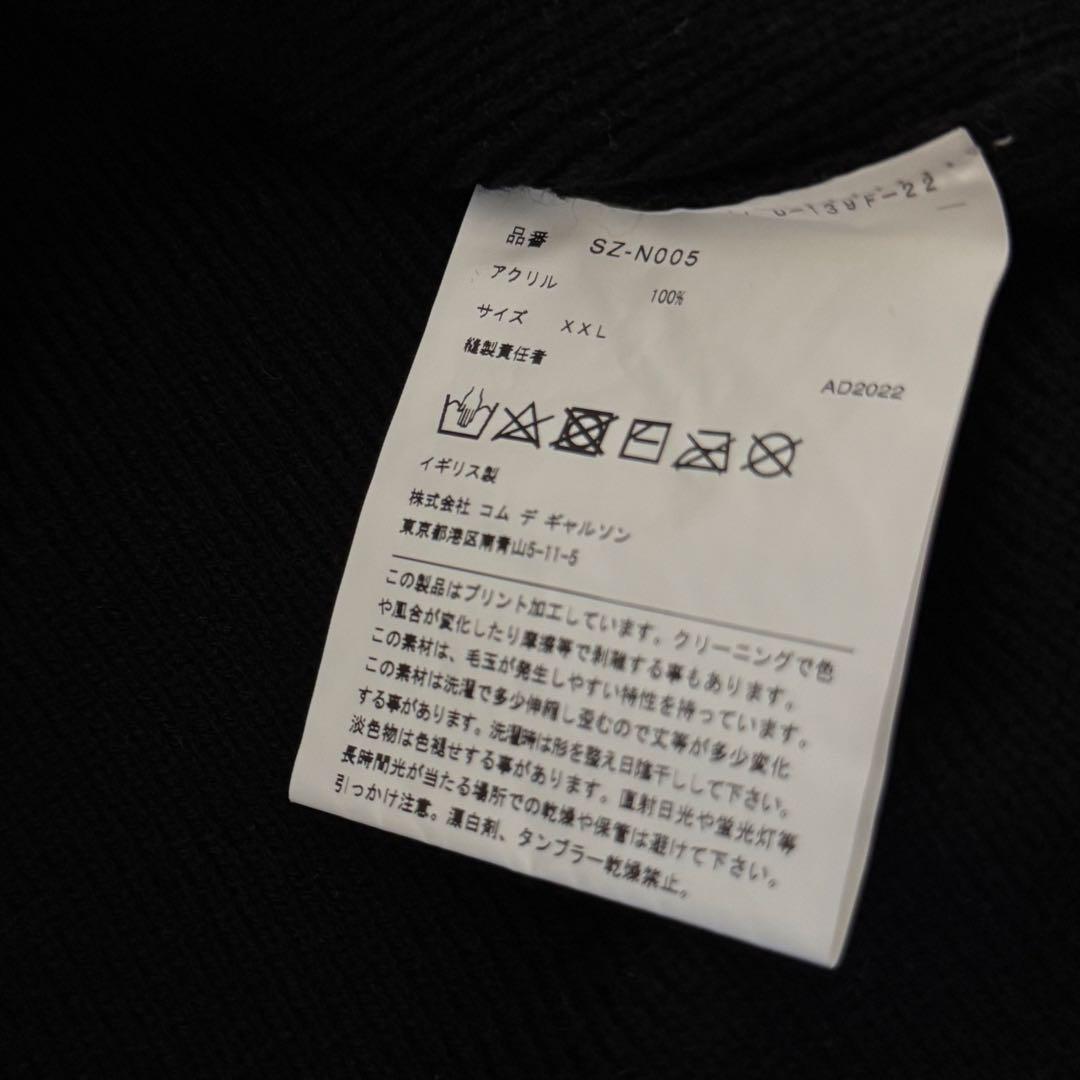 品番 SZ-N005
アクリル 100%
サイズ XXL
縫製責任者
AD2022
イギリス製
株式会社 コム デ ギャルソン
東京都港区南青山5-11-5
この製品はプリント加工しています。クリーニングで色
や風合が変化したり摩擦等で剥離する事もあります。
この素材は、毛玉が発生しやすい特性を持っています。
この素材は洗濯で多少伸縮し歪むので丈等が多少変化
する事があります。洗濯時は形を整え日陰干しして下さい。
淡色物は色褪せする事があります。直射日光や蛍光灯等
長時間光が当たる場所での乾燥や保管は避けて下さい。
引っかけ注意。漂白剤、タンブラー乾燥禁止。